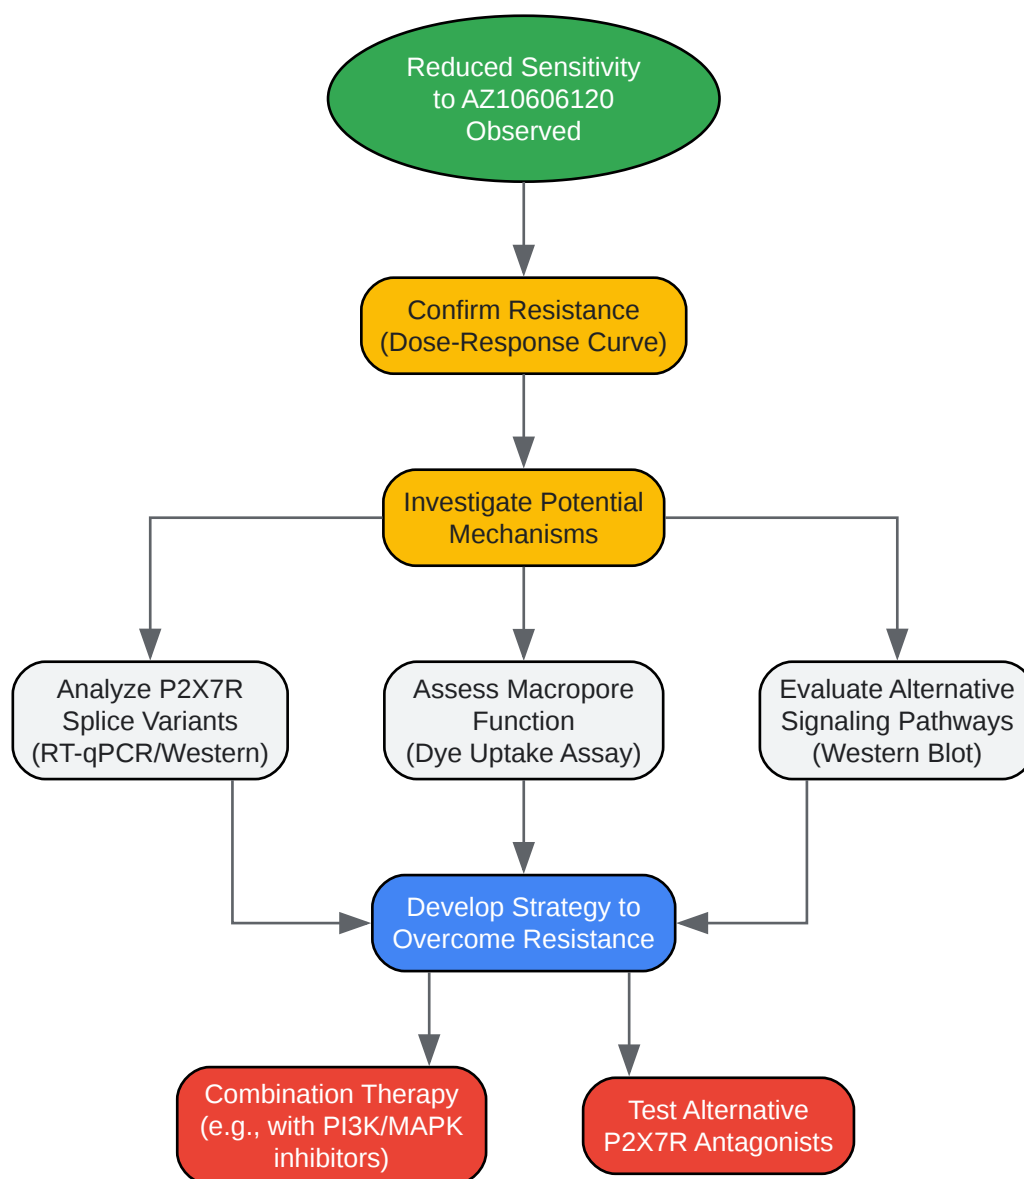 Reduced Sensitivity
to AZ10606120
Observed
Confirm Resistance
(Dose-Response Curve)
Investigate Potential
Mechanisms
Analyze P2X7R
Splice Variants
(RT-qPCR/Western)
Assess Macropore
Function
(Dye Uptake Assay)
Evaluate Alternative
Signaling Pathways
(Western Blot)
Develop Strategy to
Overcome Resistance
Combination Therapy
(e.g., with PI3K/MAPK
inhibitors)
Test Alternative
P2X7R Antagonists